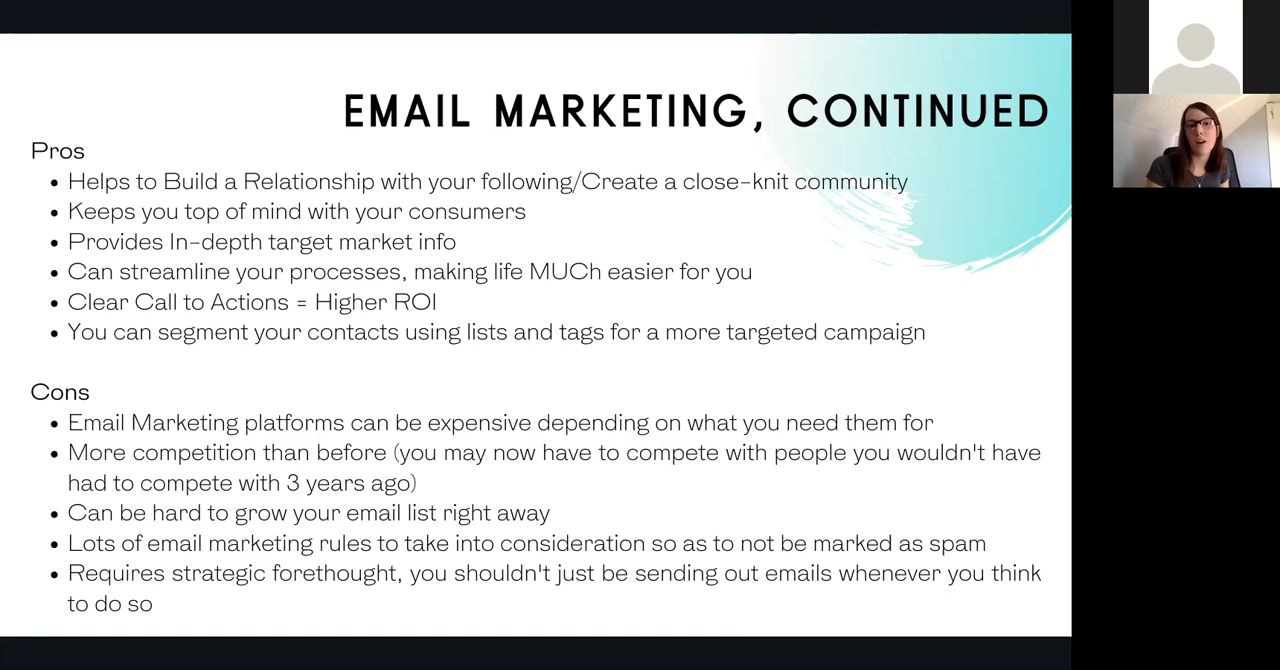 EMAIL MARKETING, CONTINUED
Pros
• Helps to Build a Relationship with your following/Create a close-knit community
• Keeps you top of mind with your consumers
• Provides In-depth target market info
• Can streamline your processes, making life MUCh easier for you
• Clear Call to Actions = Higher ROI
• You can segment your contacts using lists and tags for a more targeted campaign
Cons
• Email Marketing platforms can be expensive depending on what you need them for
• More competition than before (you may now have to compete with people you wouldn't have
had to compete with 3 years ago)
• Can be hard to grow your email list right away
• Lots of email marketing rules to take into consideration so as to not be marked as spam
• Requires strategic forethought, you shouldn't just be sending out emails whenever you think
to do so